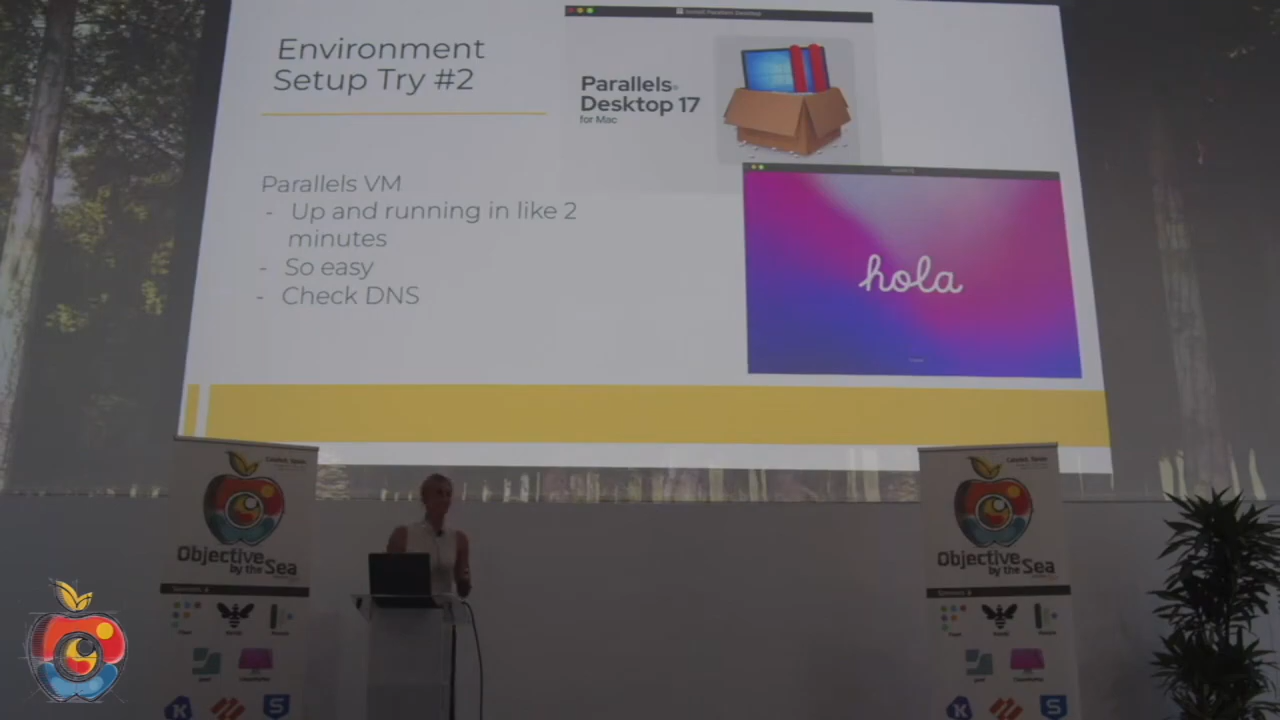 Environment
Setup Try #2
Parallels®
Desktop 17
for Mac
Parallels VM
- Up and running in like 2
minutes
- So easy
- Check DNS
hola
Objective
by the Sea
Objective
by the Sea